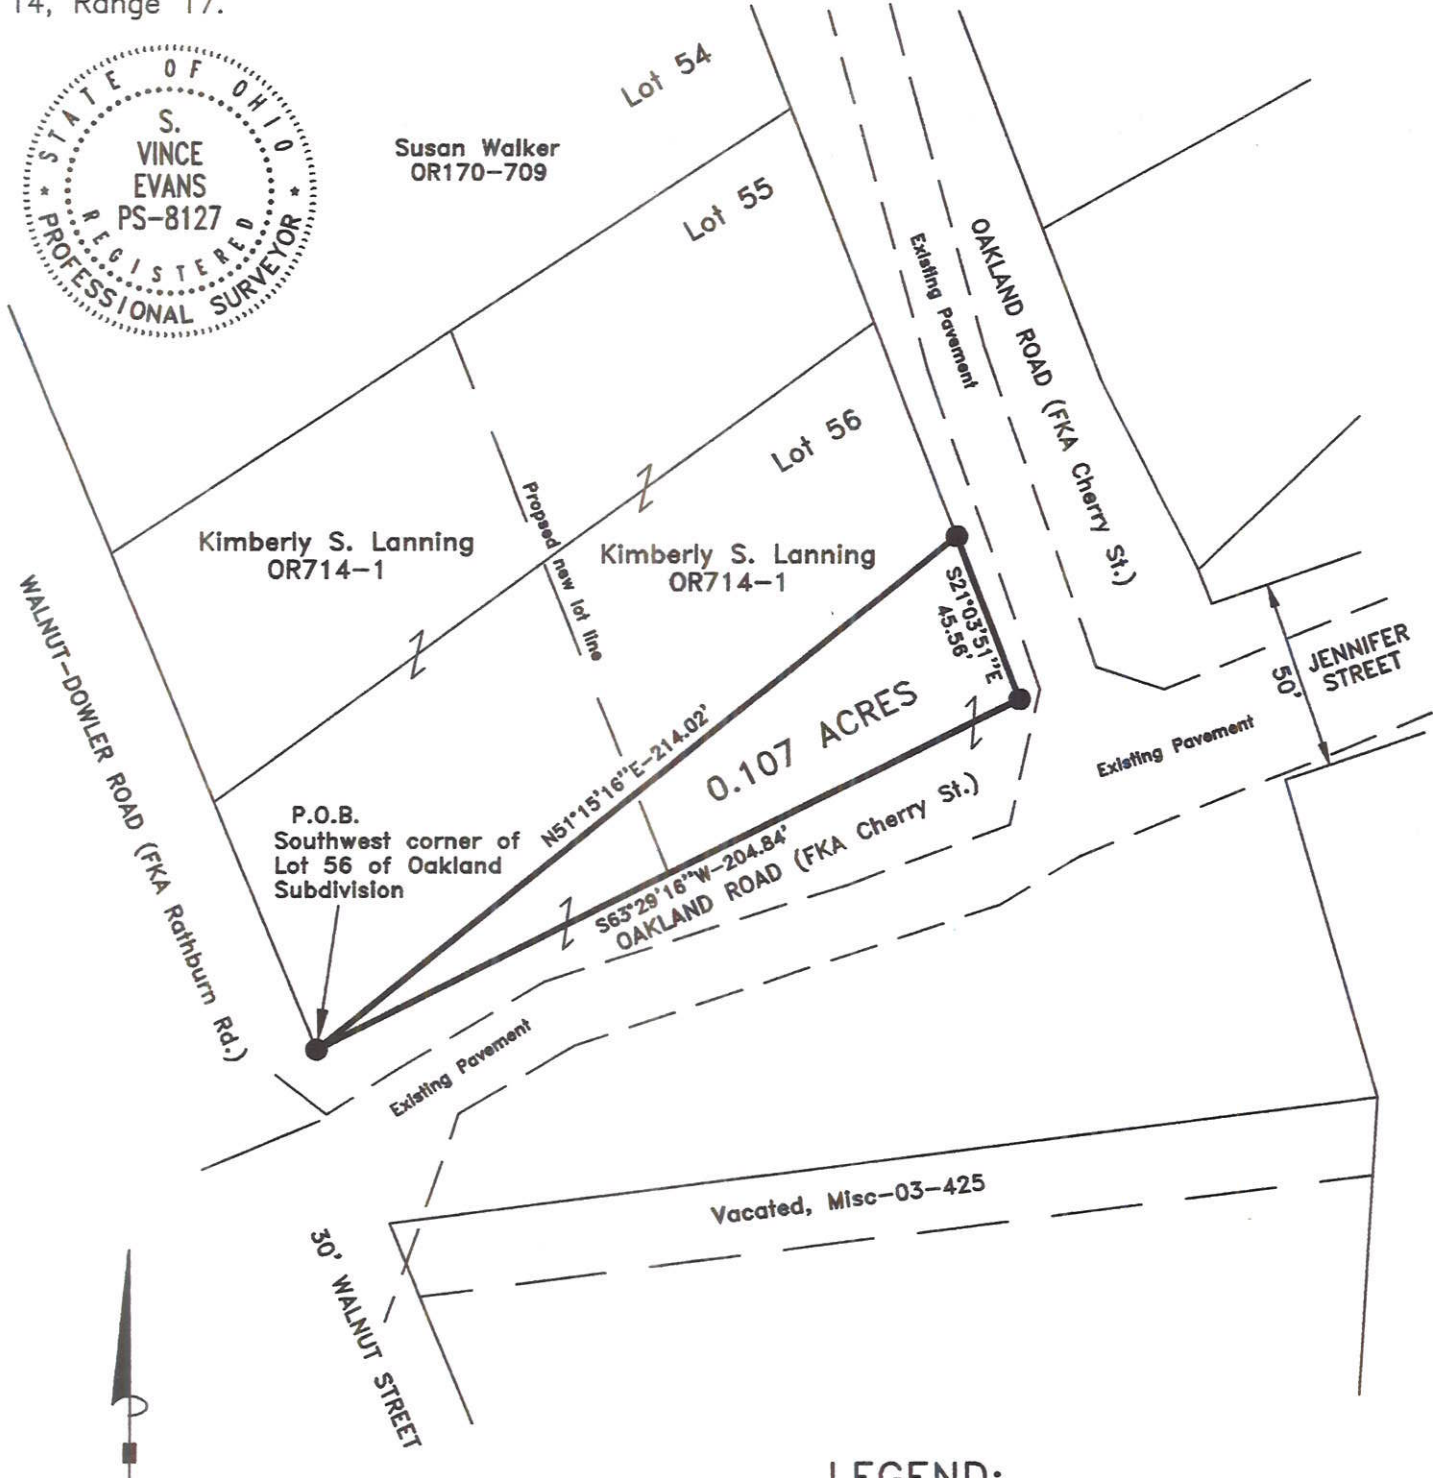 14, Range 17.
STATE OF OHIO
S.
VINCE
EVANS
PS-8127
REGISTERED
* PROFESSIONAL SURVEYOR *
Susan Walker
OR170-709
Lot 54
Lot 55
Lot 56
Existing Pavement
OAKLAND ROAD (FKA Cherry St.)
Kimberly S. Lanning
OR714-1
Propsed new lot line
Kimberly S. Lanning
OR714-1
S21°03'51"E
45.56'
WALNUT-DOWLER ROAD (FKA Rathburn Rd.)
JENNIFER
STREET
50'
N51°15'16"E-214.02'
0.107 ACRES
Existing Pavement
P.O.B.
Southwest corner of
Lot 56 of Oakland
Subdivision
S63°29'16"W-204.84'
OAKLAND ROAD (FKA Cherry St.)
Existing Pavement
Vacated, Misc-03-425
30' WALNUT STREET
LEGEND: